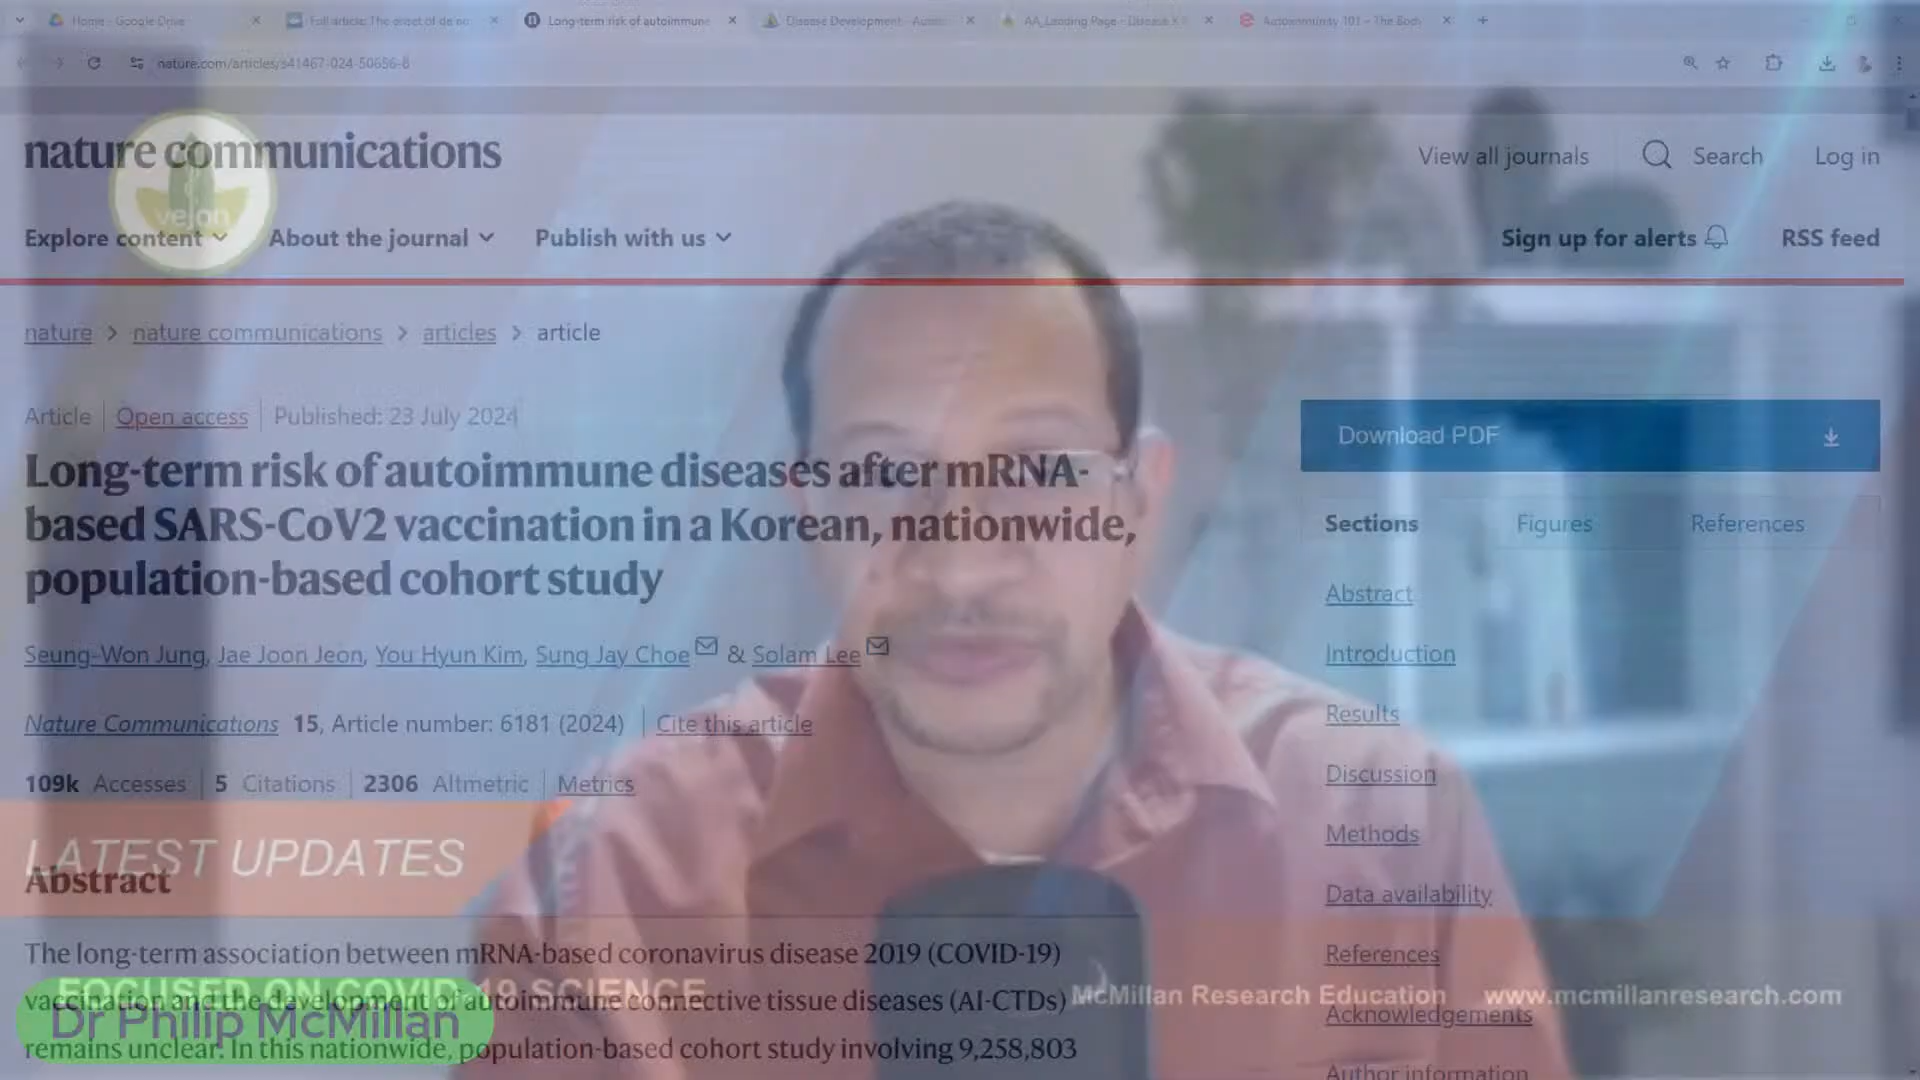 Home - Google Drive
Full article: The onset of de no
Long-term risk of autoimmune
Disease Development - Autoi
AA_Landing Page - Disease X F
Autoimmunity 101 - The Body
nature.com/articles/s41467-024-50656-8
nature communications
View all journals
Search
Log in
vejon
Explore content
About the journal
Publish with us
Sign up for alerts
RSS feed
nature > nature communications > articles > article
Article | Open access | Published: 23 July 2024
Download PDF
Long-term risk of autoimmune diseases after mRNA-
based SARS-CoV2 vaccination in a Korean, nationwide,
population-based cohort study
Seung-Won Jung, Jae Joon Jeon, You Hyun Kim, Sung Jay Choe & Solam Lee
Nature Communications 15, Article number: 6181 (2024) | Cite this article
109k Accesses | 5 Citations | 2306 Altmetric | Metrics
Sections
Figures
References
Abstract
Introduction
Results
Discussion
Methods
Data availability
References
Acknowledgements
Author information
LATEST UPDATES
Abstract
The long-term association between mRNA-based coronavirus disease 2019 (COVID-19)
vaccination and the development of autoimmune connective tissue diseases (AI-CTDs)
remains unclear. In this nationwide, population-based cohort study involving 9,258,803
FOCUSED ON COVID-19 SCIENCE
Dr Philip McMillan
McMillan Research Education
www.mcmillanresearch.com